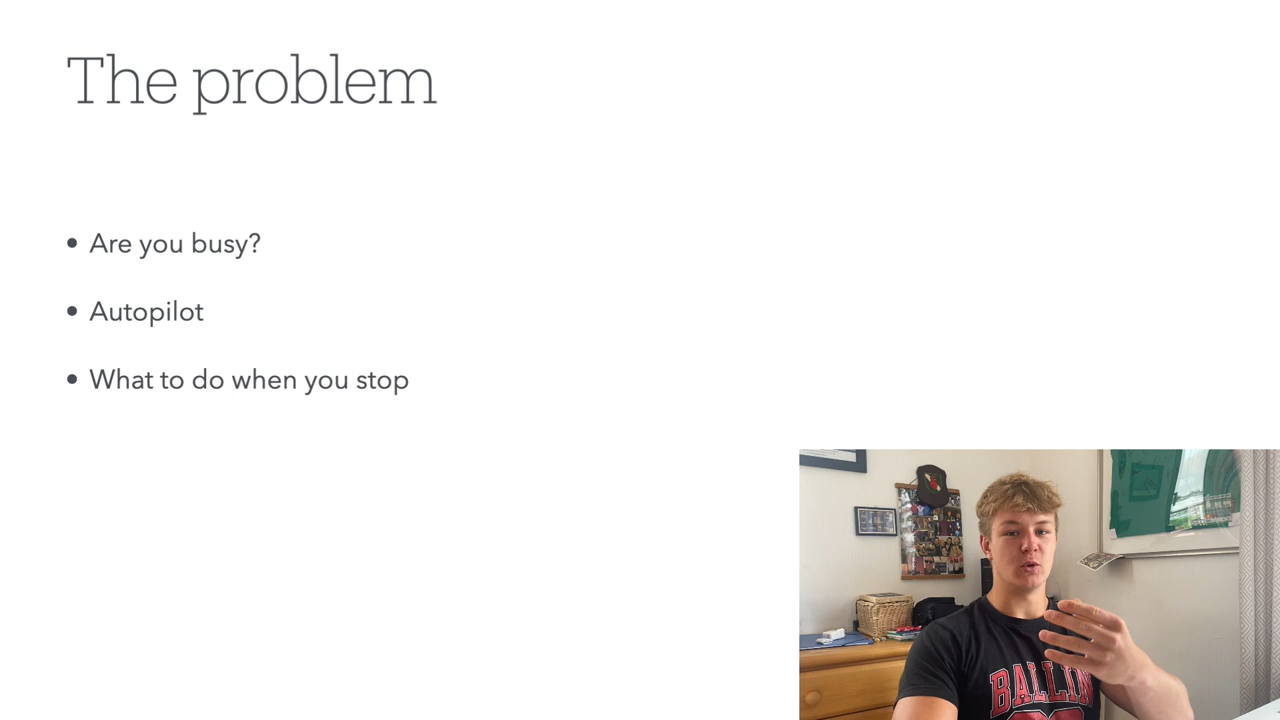 The problem
• Are you busy?
• Autopilot
• What to do when you stop
BALLIN